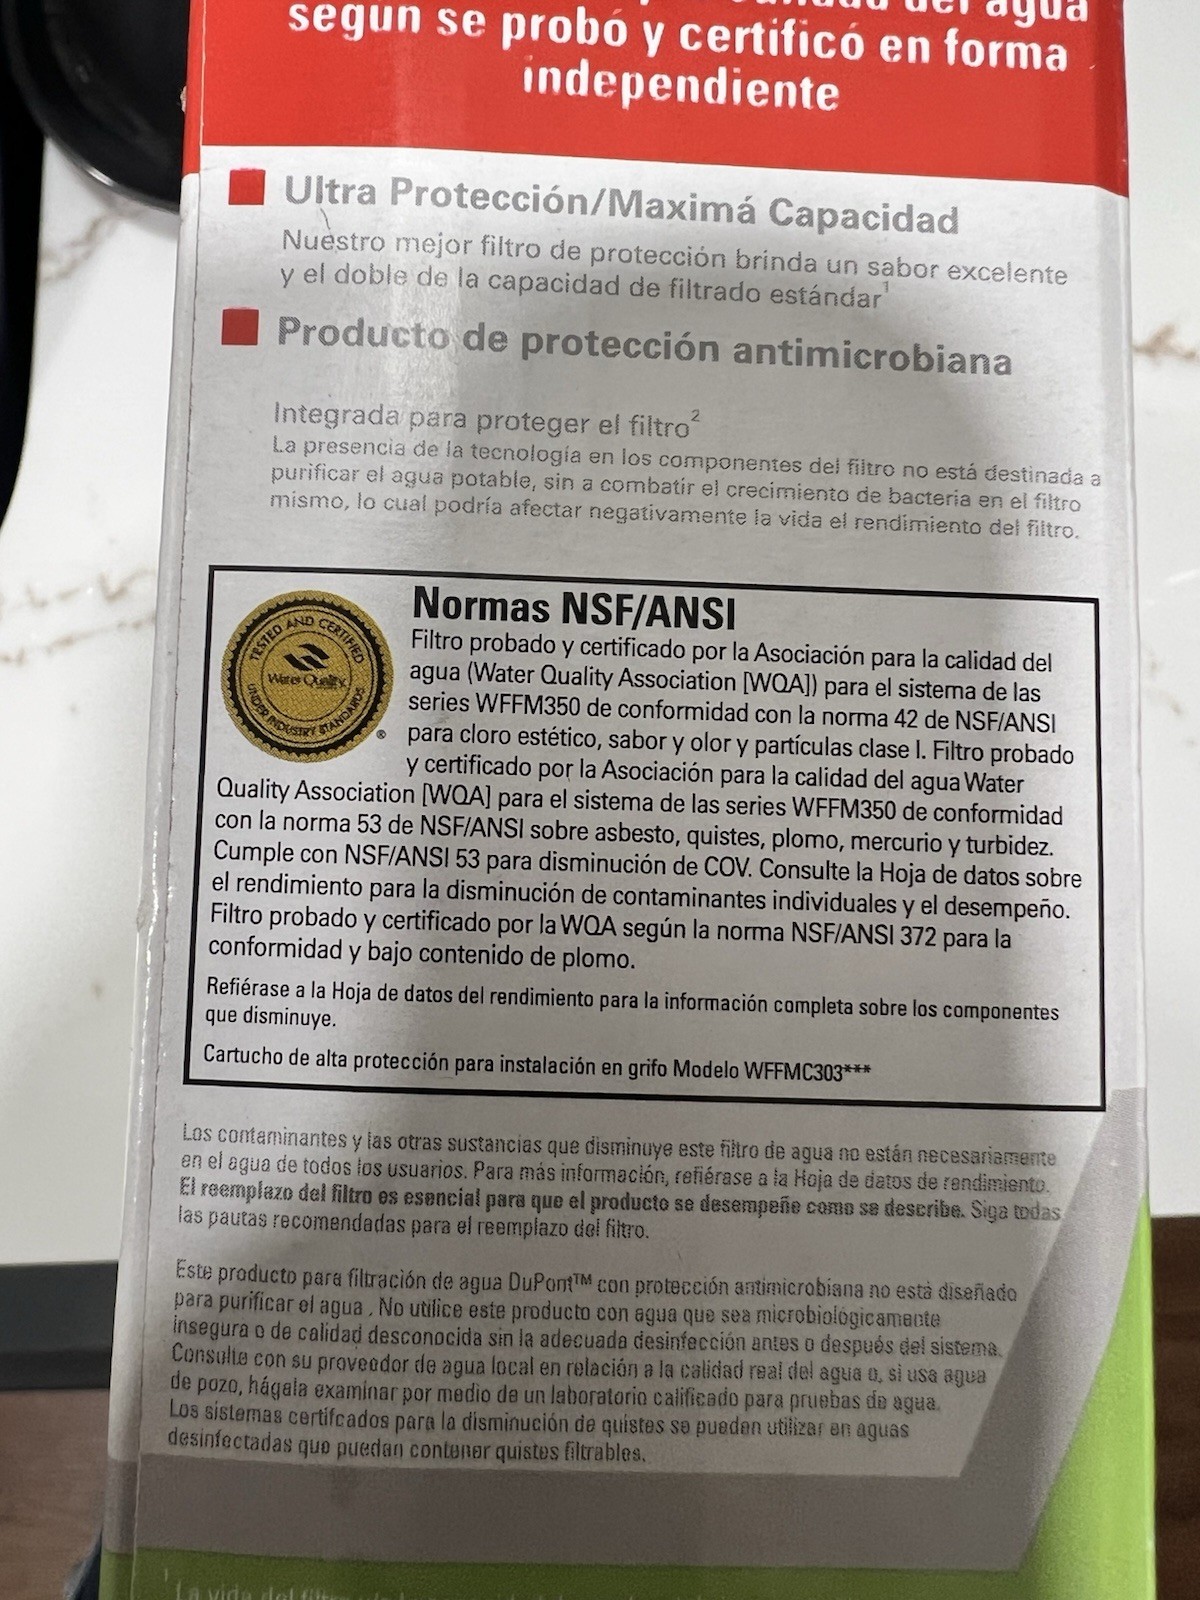 del agua
según se probó y certificó en forma
independiente
Ultra Protección/Maximá Capacidad
Nuestro mejor filtro de protección brinda un sabor excelente
y el doble de la capacidad de filtrado estándar1
Producto de protección antimicrobiana
Integrada para proteger el filtro2
La presencia de la tecnología en los componentes del filtro no está destinada a
purificar el agua potable, sin a combatir el crecimiento de bacteria en el filtro
mismo, lo cual podría afectar negativamente la vida el rendimiento del filtro.
TESTED AND CERTIFIED
Water Quality
UNDER INDUSTRY STANDARDS
®
Normas NSF/ANSI
Filtro probado y certificado por la Asociación para la calidad del
agua (Water Quality Association [WQA]) para el sistema de las
series WFFM350 de conformidad con la norma 42 de NSF/ANSI
para cloro estético, sabor y olor y partículas clase I. Filtro probado
y certificado por la Asociación para la calidad del agua Water
Quality Association [WQA] para el sistema de las series WFFM350 de conformidad
con la norma 53 de NSF/ANSI sobre asbesto, quistes, plomo, mercurio y turbidez.
Cumple con NSF/ANSI 53 para disminución de COV. Consulte la Hoja de datos sobre
el rendimiento para la disminución de contaminantes individuales y el desempeño.
Filtro probado y certificado por la WQA según la norma NSF/ANSI 372 para la
conformidad y bajo contenido de plomo.
Refiérase a la Hoja de datos del rendimiento para la información completa sobre los componentes
que disminuye.
Cartucho de alta protección para instalación en grifo Modelo WFFMC303***
Los contaminantes y las otras sustancias que disminuye este filtro de agua no están necesariamente
en el agua de todos los usuarios. Para más información, refiérase a la Hoja de datos de rendimiento.
El reemplazo del filtro es esencial para que el producto se desempeñe como se describe. Siga todas
las pautas recomendadas para el reemplazo del filtro.
Este producto para filtración de agua DuPont™ con protección antimicrobiana no está diseñado
para purificar el agua . No utilice este producto con agua que sea microbiológicamente
insegura o de calidad desconocida sin la adecuada desinfección antes o después del sistema.
Consulte con su proveedor de agua local en relación a la calidad real del agua o, si usa agua
de pozo, hágala examinar por medio de un laboratorio calificado para pruebas de agua.
Los sistemas certifcados para la disminución de quistes se pueden utilizar en aguas
desinfectadas que puedan contener quistes filtrables.
1 La vida del